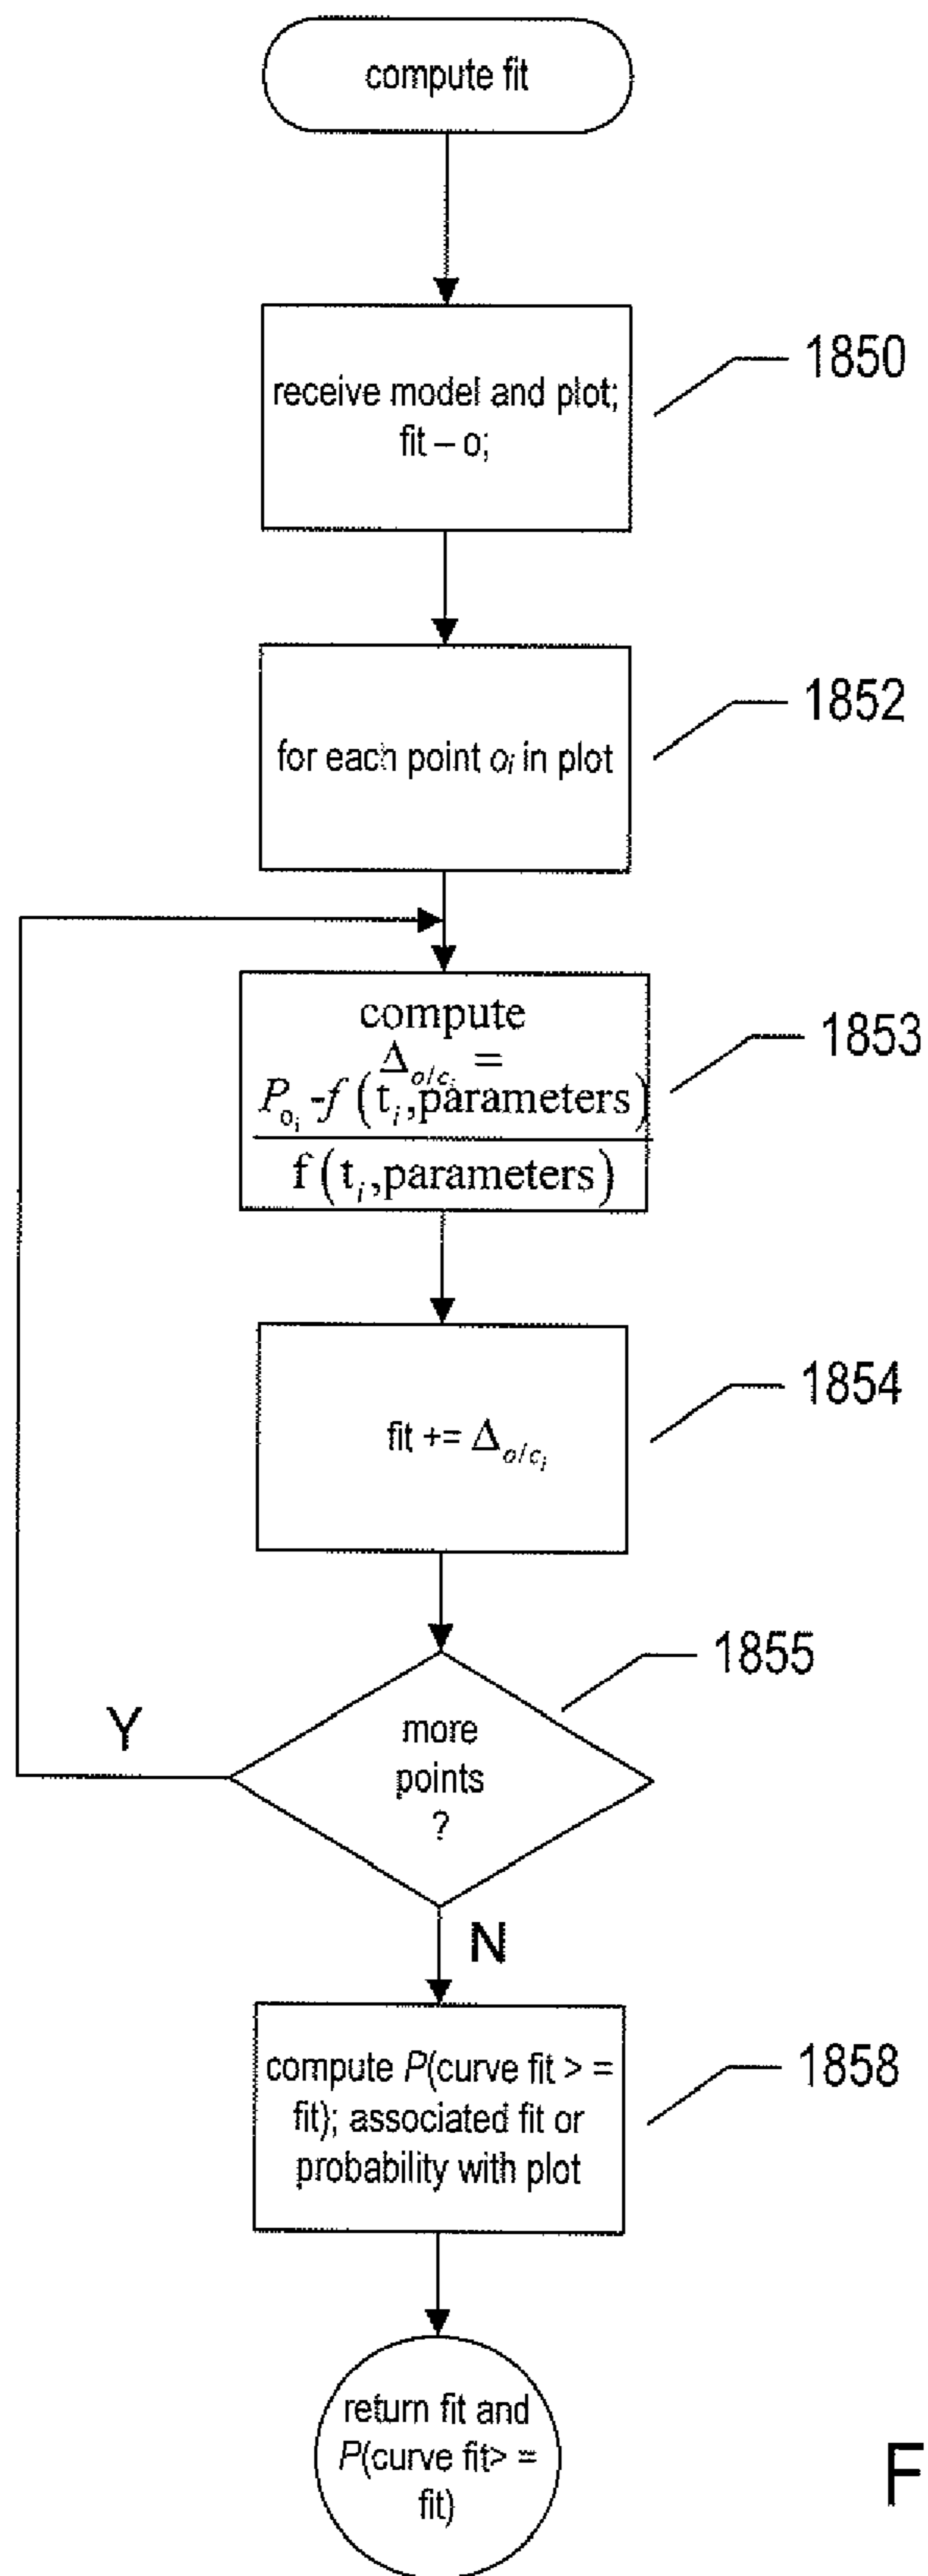 compute fit
receive model and plot;
fit – o;
1850
for each point oᵢ in plot
1852
compute
Δo/cᵢ =
Poᵢ -f (tᵢ,parameters)
f (tᵢ,parameters)
1853
fit += Δo/cᵢ
1854
more
points
?
1855
Y
N
compute P(curve fit > =
fit); associated fit or
probability with plot
1858
return fit and
P(curve fit> =
fit)
F